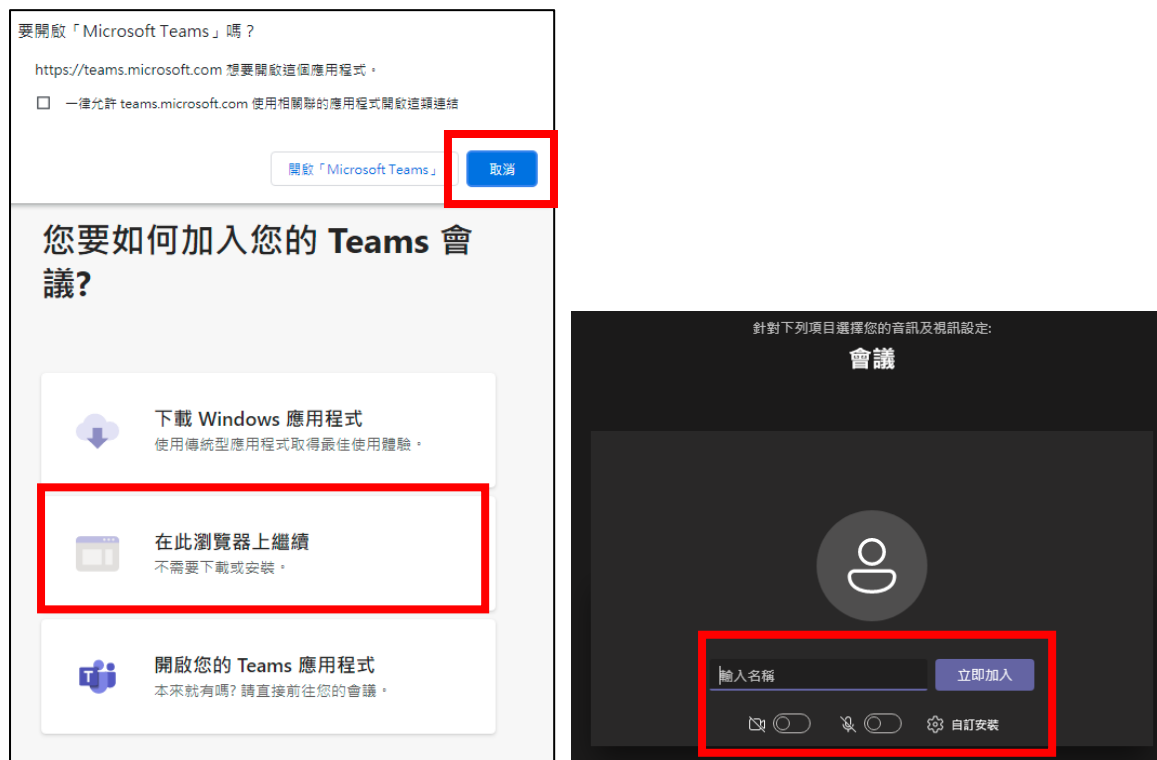 要開啟「Microsoft Teams」嗎？
https://teams.microsoft.com 想要開啟這個應用程式。
一律允許 teams.microsoft.com 使用相關聯的應用程式開啟這類連結
開啟「Microsoft Teams」
取消
您要如何加入您的 Teams 會
議?
下載 Windows 應用程式
使用傳統型應用程式取得最佳使用體驗。
在此瀏覽器上繼續
不需要下載或安裝。
開啟您的 Teams 應用程式
本來就有嗎? 請直接前往您的會議。
針對下列項目選擇您的音訊及視訊設定:
會議
輸入名稱
立即加入
自訂安裝